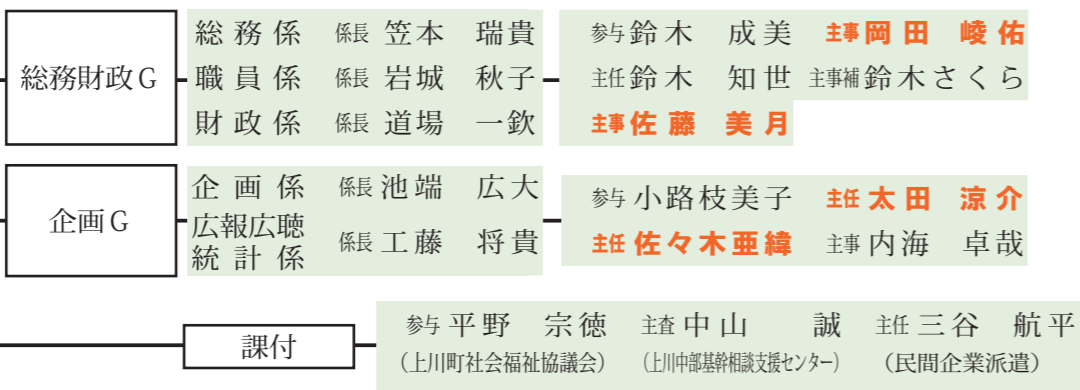 総務財政G
総務係 係長 笠本 瑞貴
職員係 係長 岩城 秋子
財政係 係長 道場 一欽
参与 鈴木 成美 主事 岡田 崚佑
主任 鈴木 知世 主事補 鈴木さくら
主事 佐藤 美月
企画G
企画係 係長 池端 広大
広報広聴
統計係 係長 工藤 将貴
参与 小路枝美子 主任 太田 涼介
主任 佐々木亜緯 主事 内海 卓哉
課付
参与 平野 宗徳 主査 中山 誠 主任 三谷 航平
(上川町社会福祉協議会) (上川中部基幹相談支援センター) (民間企業派遣)